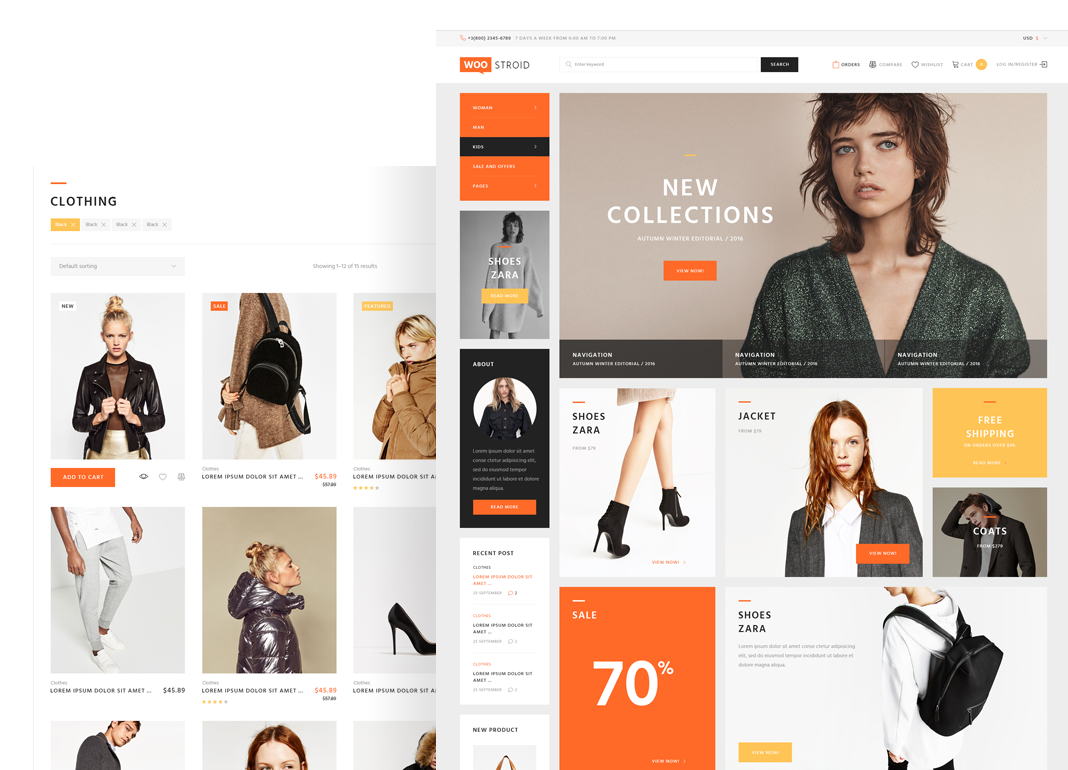 +3(800) 2345-6789 7 DAYS A WEEK FROM 9:00 AM TO 7:00 PM
USD $
WOO STROID
Enter keyword
SEARCH
ORDERS
COMPARE
WISHLIST
CART
LOG IN/REGISTER
WOMAN
MAN
KIDS
SALE AND OFFERS
PAGES
SHOES
ZARA
READ MORE
ABOUT
Lorem ipsum dolor sit amet
conse ctetur adipiscing elit,
sed do eiusmod tempor
incididunt ut labore et dolore
magna aliqua.
READ MORE
RECENT POST
CLOTHES
LOREM IPSUM DOLOR SIT
AMET ...
25 SEPTEMBER 2
CLOTHES
LOREM IPSUM DOLOR SIT
AMET ...
25 SEPTEMBER 2
CLOTHES
LOREM IPSUM DOLOR SIT
AMET ...
25 SEPTEMBER 2
NEW PRODUCT
NEW
COLLECTIONS
AUTUMN WINTER EDITORIAL / 2016
VIEW NOW!
NAVIGATION
AUTUMN WINTER EDITORIAL / 2016
NAVIGATION
AUTUMN WINTER EDITORIAL / 2016
NAVIGATION
AUTUMN WINTER EDITORIAL / 2016
SHOES
ZARA
FROM $79
VIEW NOW!
JACKET
FROM $79
VIEW NOW!
FREE
SHIPPING
ON ORDERS OVER $99
READ MORE
COATS
FROM $379
SALE
70%
VIEW NOW!
SHOES
ZARA
Lorem ipsum dolor sit amet, conse ctetur adipiscing
elit, sed do eiusmod tempor incididunt ut labore et
dolore magna aliqua.
VIEW NOW!
CLOTHING
Black
Black
Black
Black
Default sorting
Showing 1–12 of 15 results
NEW
SALE
FEATURED
ADD TO CART
Clothes
LOREM IPSUM DOLOR SIT AMET ... $45.89
$57.89
Clothes
LOREM IPSUM DOLOR SIT A
Clothes
LOREM IPSUM DOLOR SIT AMET ... $45.89
Clothes
LOREM IPSUM DOLOR SIT AMET ... $45.89
$57.89
Clothes
LOREM IPSUM DOLOR SIT A